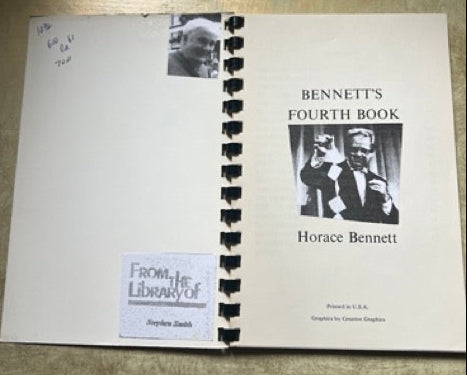 FROM THE
LIBRARY of
Stephen Smith
BENNETT'S
FOURTH BOOK
Horace Bennett
Printed in U.S.A.
Graphics by Creative Graphics